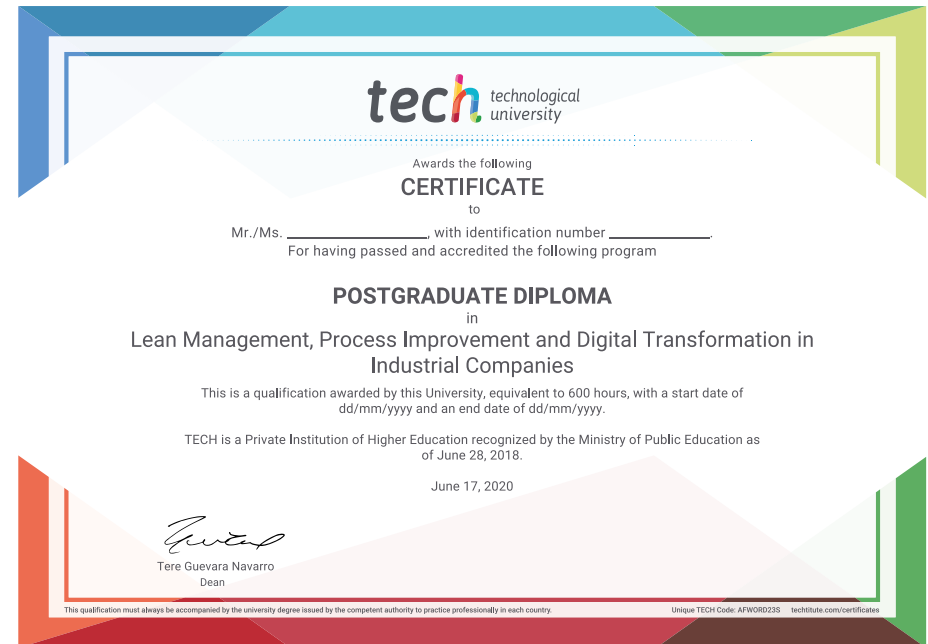 tech technological
university
Awards the following
CERTIFICATE
to
Mr./Ms. ____________, with identification number ____________.
For having passed and accredited the following program
POSTGRADUATE DIPLOMA
in
Lean Management, Process Improvement and Digital Transformation in
Industrial Companies
This is a qualification awarded by this University, equivalent to 600 hours, with a start date of
dd/mm/yyyy and an end date of dd/mm/yyyy.
TECH is a Private Institution of Higher Education recognized by the Ministry of Public Education as
of June 28, 2018.
June 17, 2020
Tere Guevara Navarro
Dean
This qualification must always be accompanied by the university degree issued by the competent authority to practice professionally in each country. Unique TECH Code: AFWORD23S techtitute.com/certificates